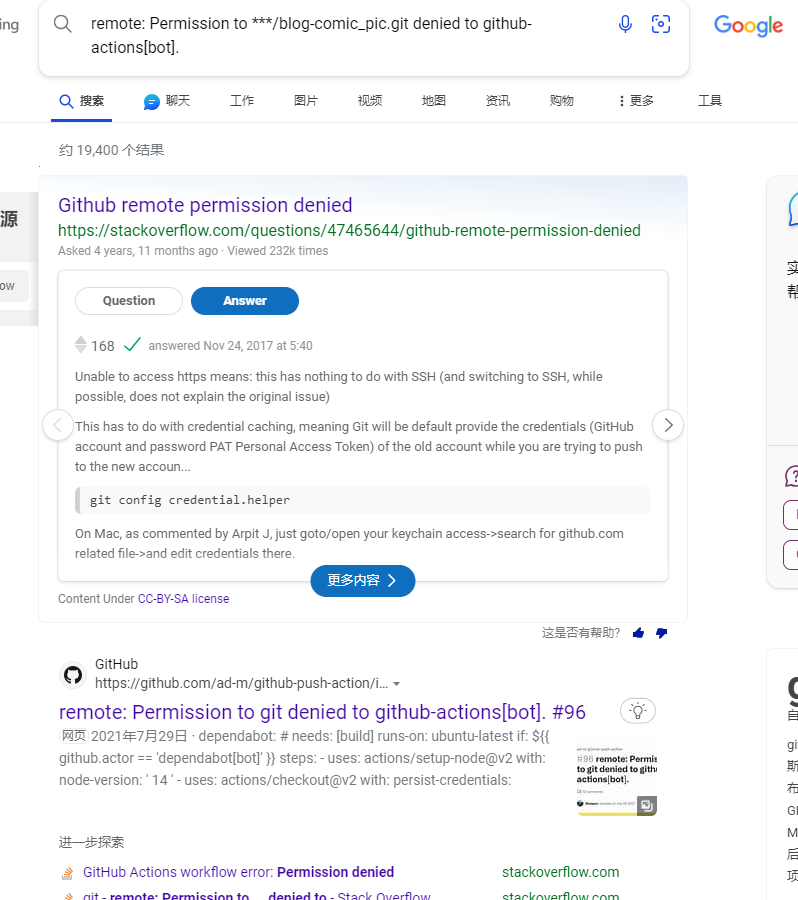 ing
remote: Permission to ***/blog-comic_pic.git denied to github-
actions[bot].
Google
搜索
聊天
工作
图片
视频
地图
资讯
购物
更多
工具
约 19,400 个结果
源
ow
Github remote permission denied
https://stackoverflow.com/questions/47465644/github-remote-permission-denied
Asked 4 years, 11 months ago · Viewed 232k times
Question
Answer
168
answered Nov 24, 2017 at 5:40
Unable to access https means: this has nothing to do with SSH (and switching to SSH, while
possible, does not explain the original issue)
This has to do with credential caching, meaning Git will be default provide the credentials (GitHub
account and password PAT Personal Access Token) of the old account while you are trying to push
to the new accoun...
git config credential.helper
On Mac, as commented by Arpit J, just goto/open your keychain access->search for github.com
related file->and edit credentials there.
更多内容
Content Under CC-BY-SA license
这是否有帮助?
GitHub
https://github.com/ad-m/github-push-action/i...
remote: Permission to git denied to github-actions[bot]. #96
网页 2021年7月29日 · dependabot: # needs: [build] runs-on: ubuntu-latest if: ${{
github.actor == 'dependabot[bot]' }} steps: - uses: actions/setup-node@v2 with:
node-version: ' 14 ' - uses: actions/checkout@v2 with: persist-credentials:
#96 remote: Permis
to git denied to gith
actions[bot].
进一步探索
GitHub Actions workflow error: Permission denied
stackoverflow.com
git - remote: Permission to ... denied to - Stack Overflow
stackoverflow.com
实
帮
g
自
gi
斯
布
Gl
M
后
项